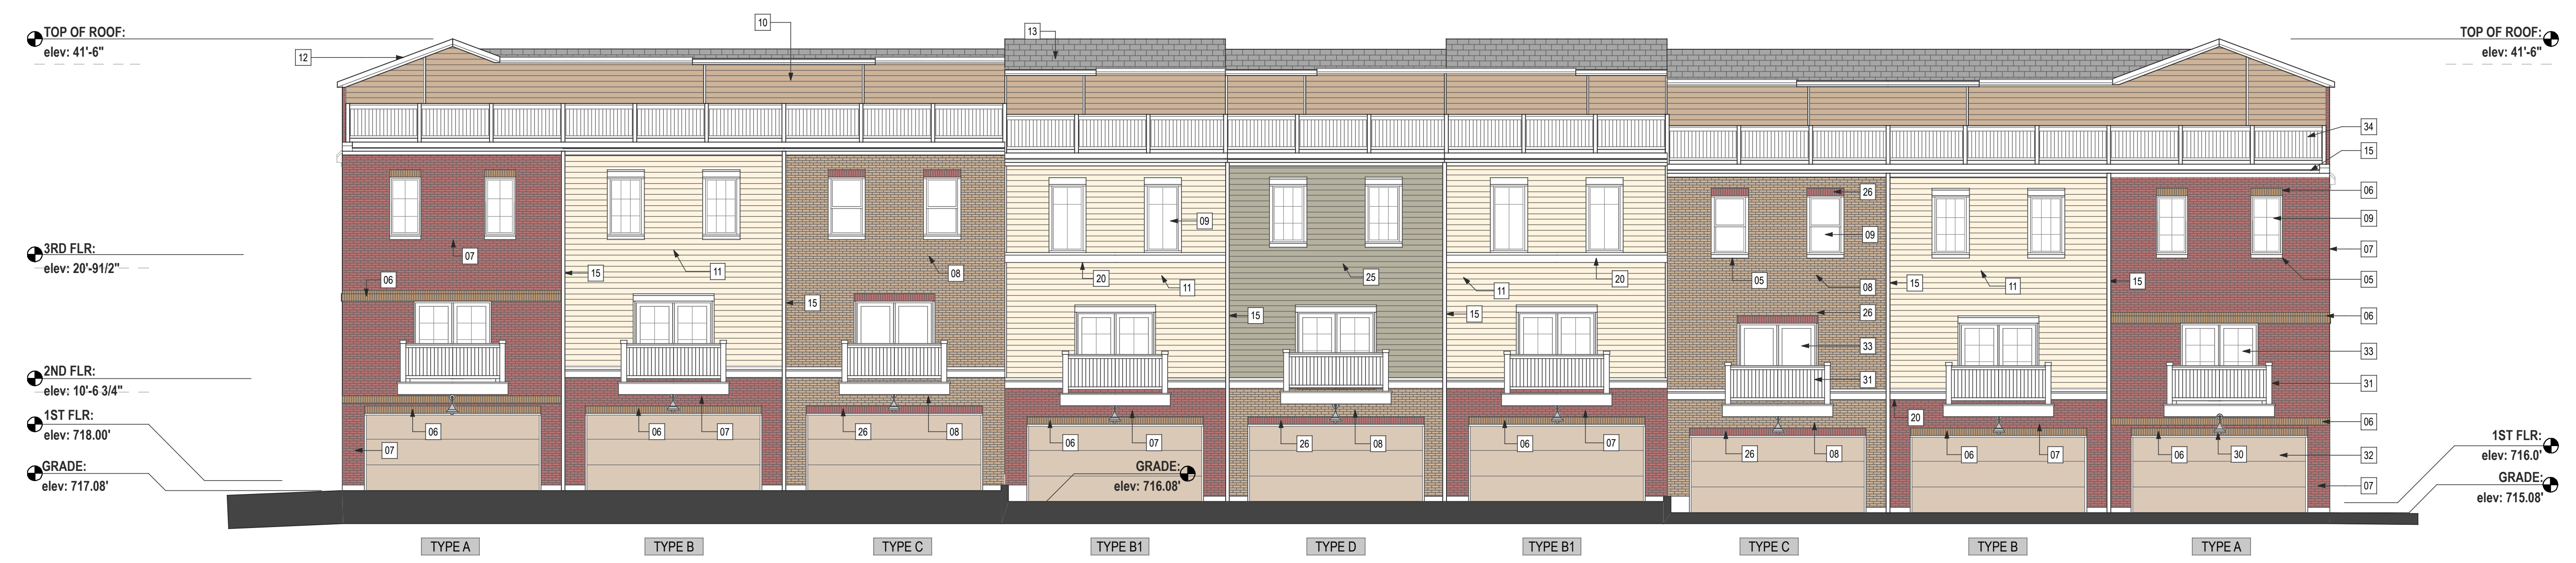 TOP OF ROOF:
elev: 41'-6"
12
10
13
TOP OF ROOF:
elev: 41'-6"
34
15
06
09
07
05
06
33
31
06
32
07
3RD FLR:
elev: 20'-91/2"
2ND FLR:
elev: 10'-6 3/4"
1ST FLR:
elev: 718.00'
GRADE:
elev: 717.08'
07
06
06
07
15
11
06
07
15
08
26
08
09
20
11
06
07
GRADE:
elev: 716.08'
15
25
26
08
15
11
20
06
07
26
09
05
08
26
33
31
26
08
15
11
20
06
07
15
06
30
1ST FLR:
elev: 716.0'
GRADE:
elev: 715.08'
TYPE A
TYPE B
TYPE C
TYPE B1
TYPE D
TYPE B1
TYPE C
TYPE B
TYPE A